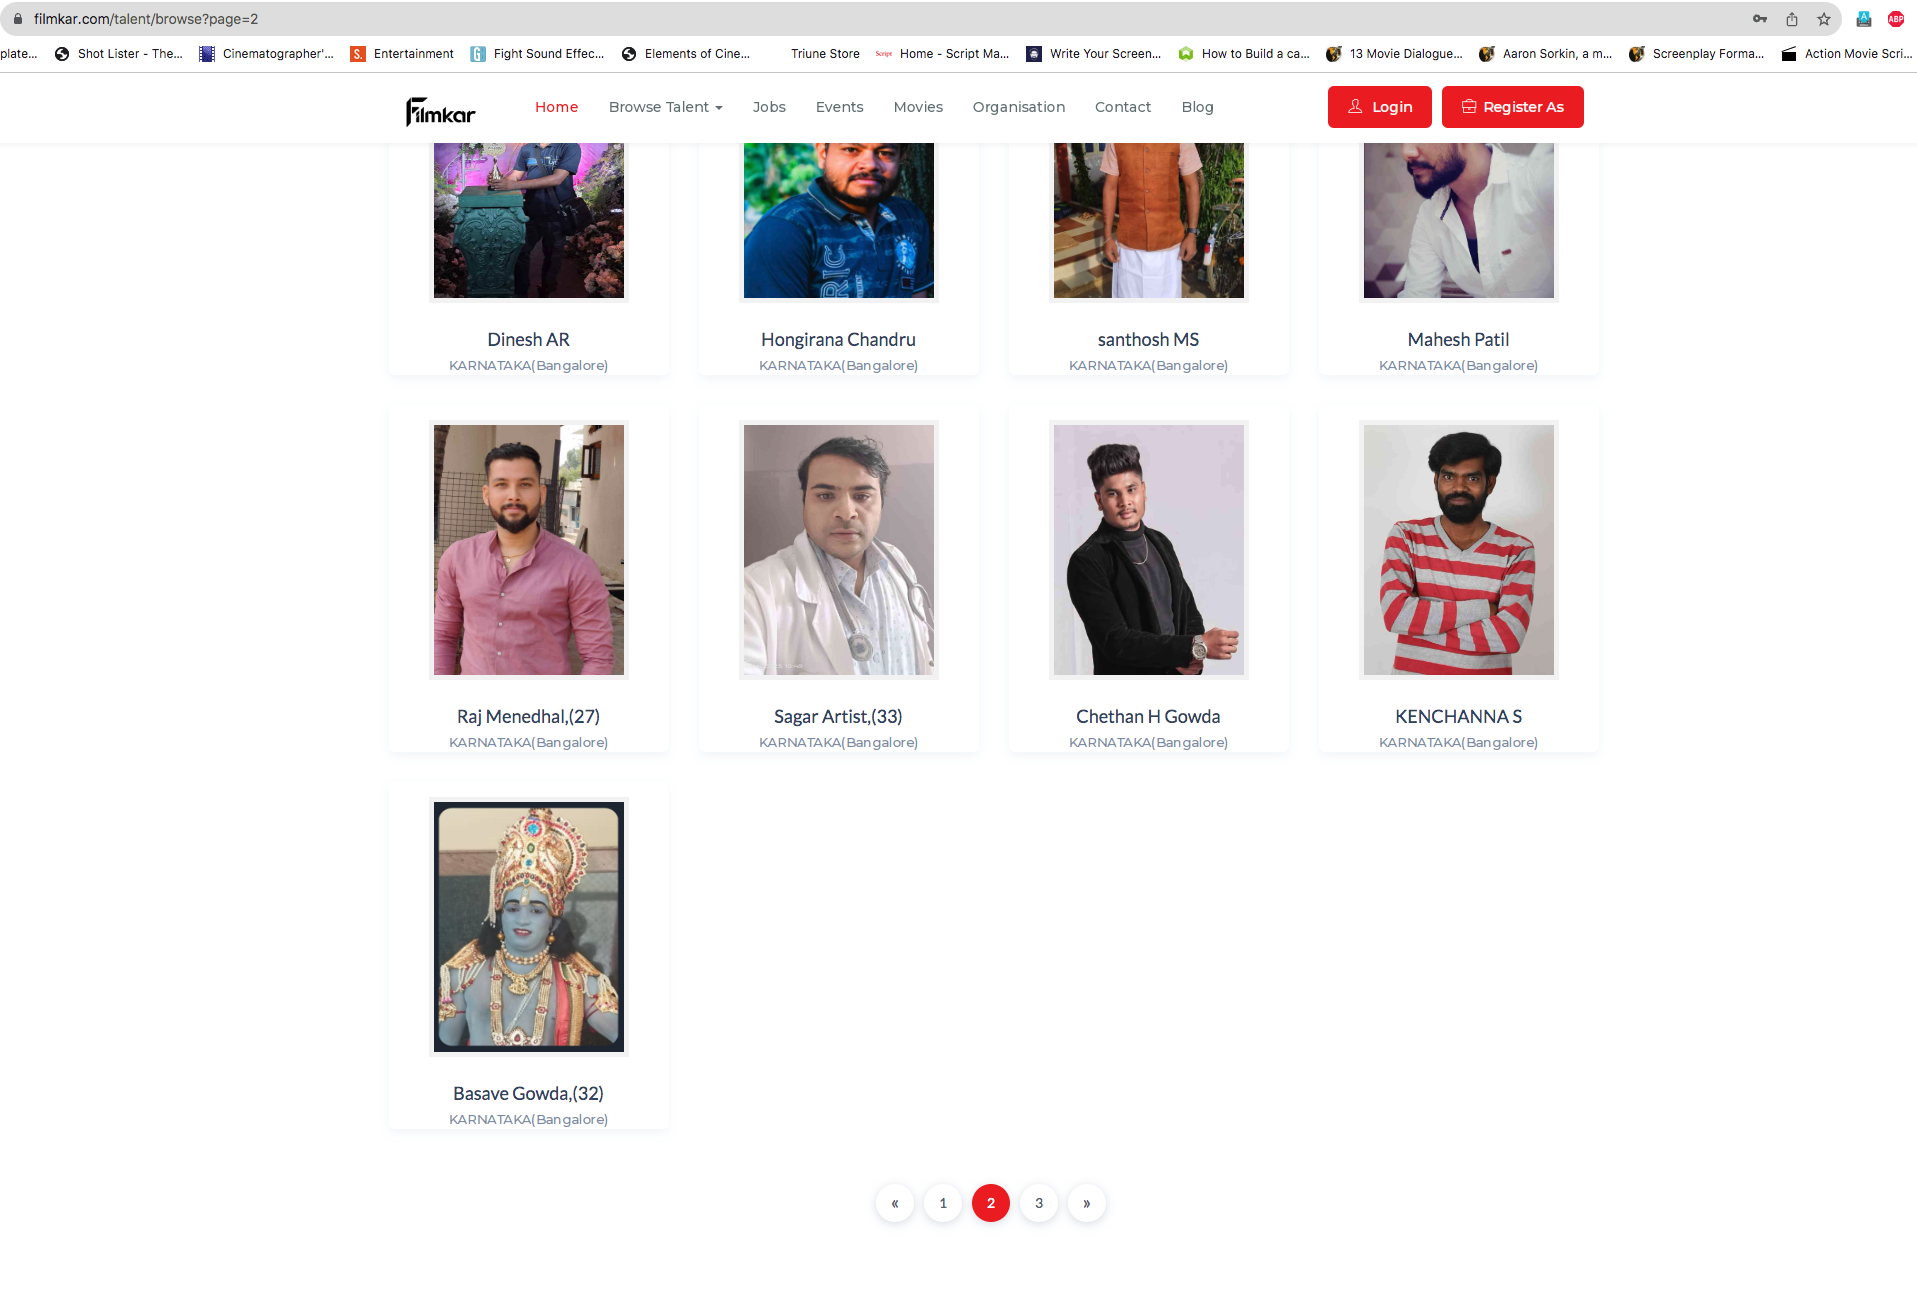 filmkar.com/talent/browse?page=2
plate... Shot Lister - The... Cinematographer'... Entertainment Fight Sound Effec... Elements of Cine... Triune Store Script Home - Script Ma... Write Your Screen... How to Build a ca... 13 Movie Dialogue... Aaron Sorkin, a m... Screenplay Forma... Action Movie Scri...
ABP
Filmkar Home Browse Talent Jobs Events Movies Organisation Contact Blog Login Register As
RIC
Dinesh AR Hongirana Chandru santhosh MS Mahesh Patil
KARNATAKA(Bangalore) KARNATAKA(Bangalore) KARNATAKA(Bangalore) KARNATAKA(Bangalore)
Raj Menedhal,(27) Sagar Artist,(33) Chethan H Gowda KENCHANNA S
KARNATAKA(Bangalore) KARNATAKA(Bangalore) KARNATAKA(Bangalore) KARNATAKA(Bangalore)
Basave Gowda,(32)
KARNATAKA(Bangalore)
« 1 2 3 »